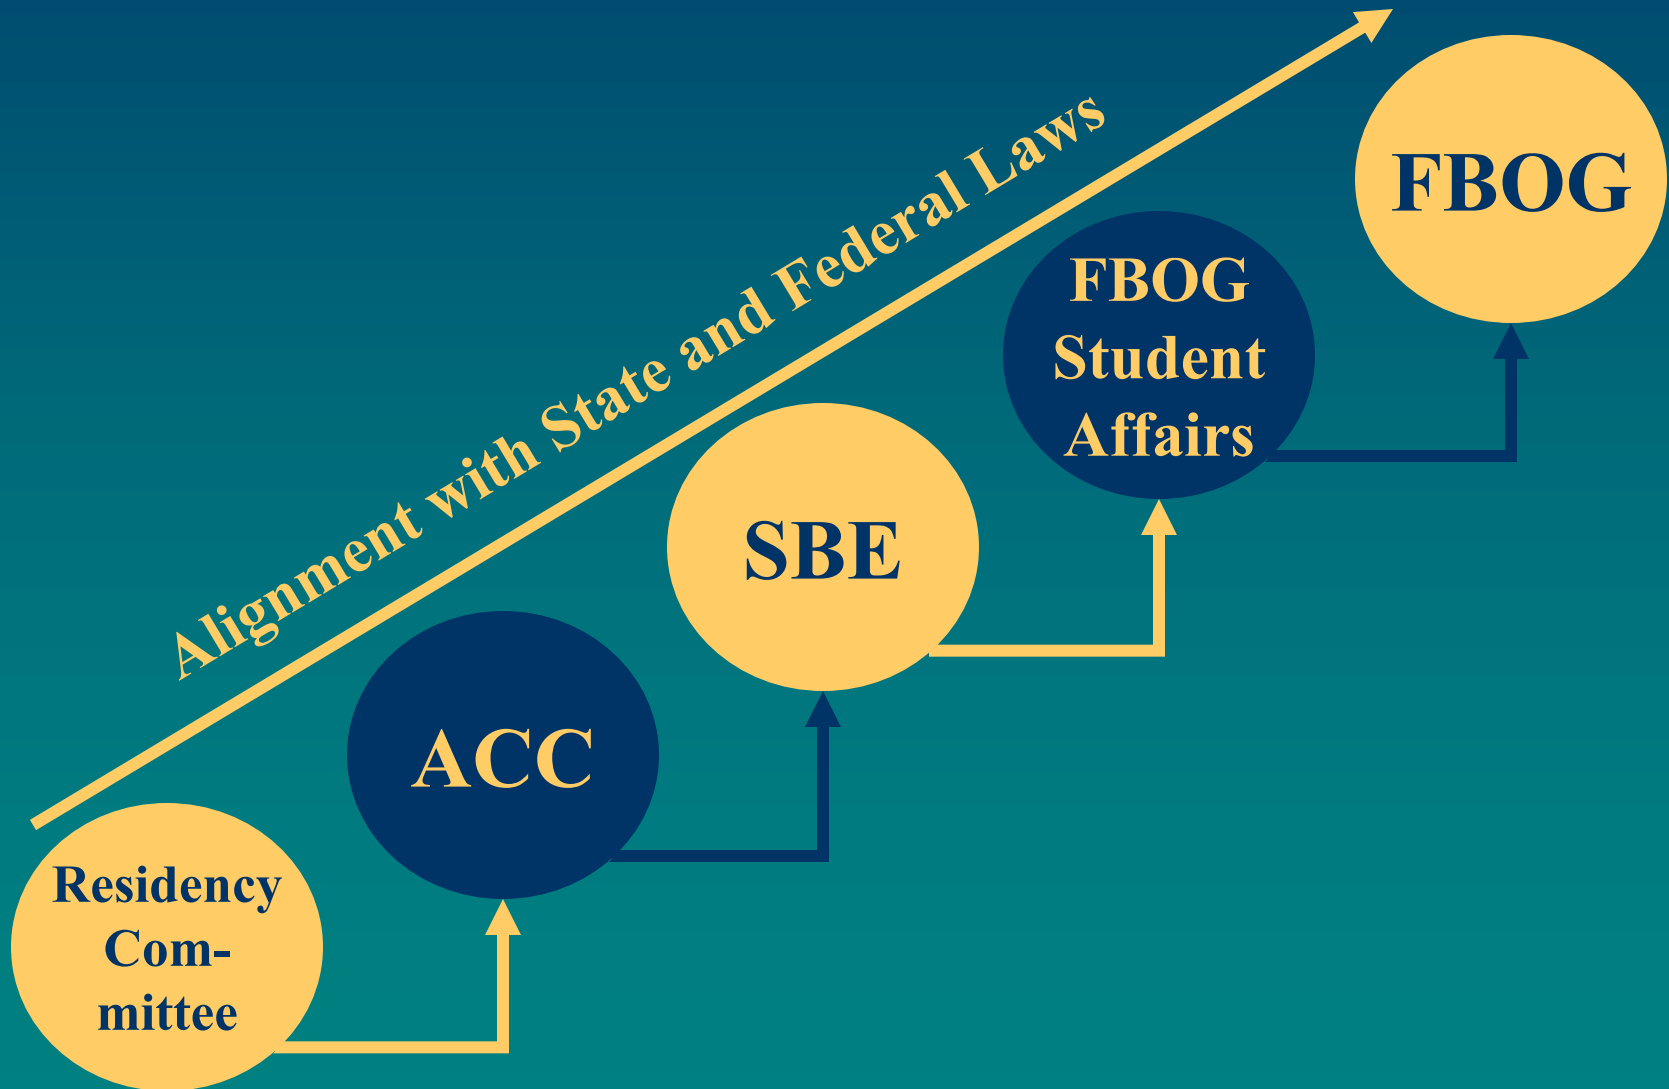 Alignment with State and Federal Laws
FBOG
FBOG
Student
Affairs
SBE
ACC
Residency
Com-
mittee